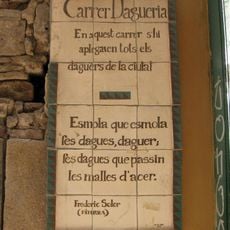 Carrer Dagueria
En aquest carrer s'hi
aplegaren tots els
daguers de la ciutat
Esmola que esmola
les dagues, daguer;
les dagues que passin
les malles d'acer.
Frederic Soler
(PITARRA)